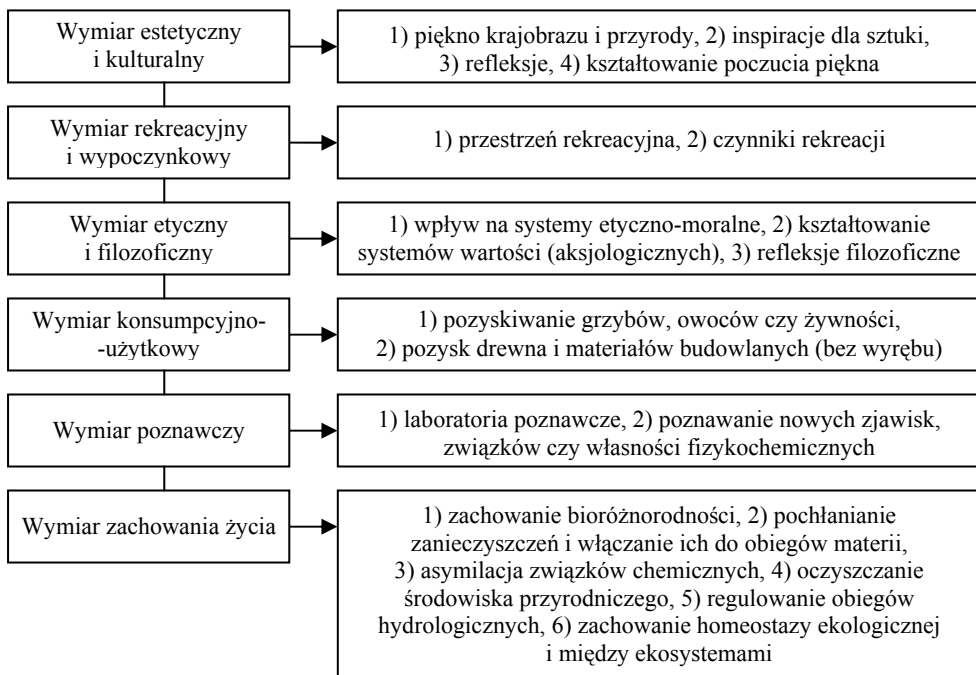 Wymiar estetyczny
i kulturalny
1) piękno krajobrazu i przyrody, 2) inspiracje dla sztuki,
3) refleksje, 4) kształtowanie poczucia piękna
Wymiar rekreacyjny
i wypoczynkowy
1) przestrzeń rekreacyjna, 2) czynniki rekreacji
Wymiar etyczny
i filozoficzny
1) wpływ na systemy etyczno-moralne, 2) kształtowanie
systemów wartości (aksjologicznych), 3) refleksje filozoficzne
Wymiar konsumpcyjno-
-użytkowy
1) pozyskiwanie grzybów, owoców czy żywności,
2) pozysk drewna i materiałów budowlanych (bez wyrębu)
Wymiar poznawczy
1) laboratoria poznawcze, 2) poznawanie nowych zjawisk,
związków czy własności fizykochemicznych
Wymiar zachowania życia
1) zachowanie bioróżnorodności, 2) pochłanianie
zanieczyszczeń i włączanie ich do obiegów materii,
3) asymilacja związków chemicznych, 4) oczyszczanie
środowiska przyrodniczego, 5) regulowanie obiegów
hydrologicznych, 6) zachowanie homeostazy ekologicznej
i między ekosystemami